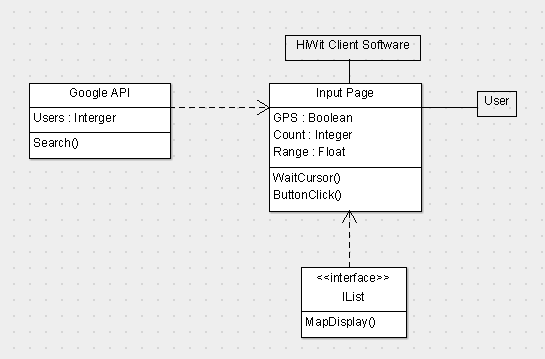 HiWit Client Software
Google API
Users : Interger
Search()
Input Page
GPS : Boolean
Count : Integer
Range : Float
WaitCursor()
ButtonClick()
User
<<interface>>
IList
MapDisplay()